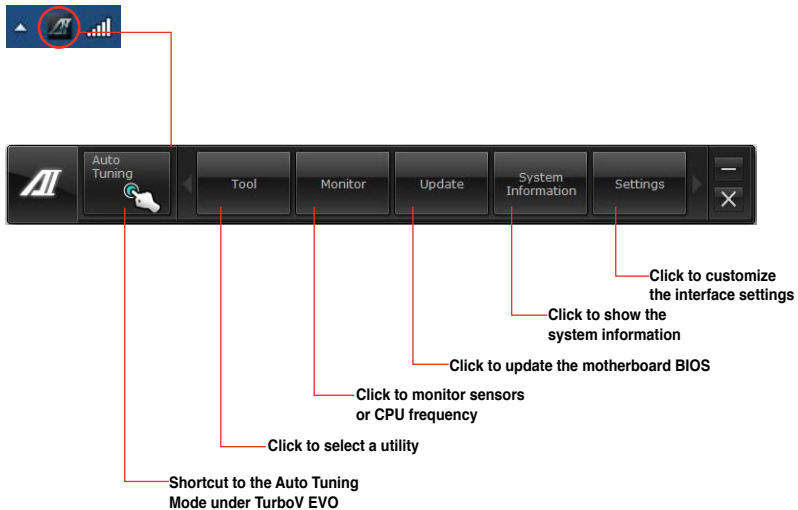 Auto
Tuning
Tool
Monitor
Update
System
Information
Settings
Click to customize
the interface settings
Click to show the
system information
Click to update the motherboard BIOS
Click to monitor sensors
or CPU frequency
Click to select a utility
Shortcut to the Auto Tuning
Mode under TurboV EVO